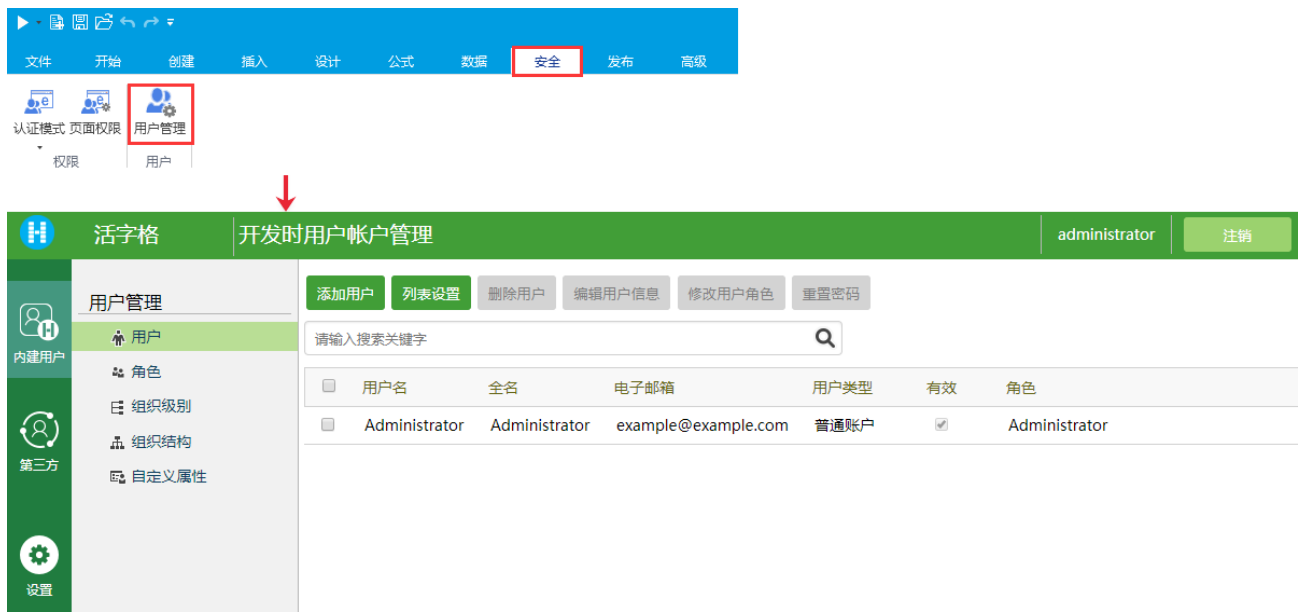 文件 开始 创建 插入 设计 公式 数据 安全 发布 高级
认证模式 页面权限 用户管理
权限 用户
活字格 开发时用户帐户管理 administrator 注销
添加用户 列表设置 删除用户 编辑用户信息 修改用户角色 重置密码
用户管理
请输入搜索关键字
用户
内建用户
角色
用户名 全名 电子邮箱 用户类型 有效 角色
组织级别
Administrator Administrator example@example.com 普通账户 Administrator
组织结构
第三方
自定义属性
设置